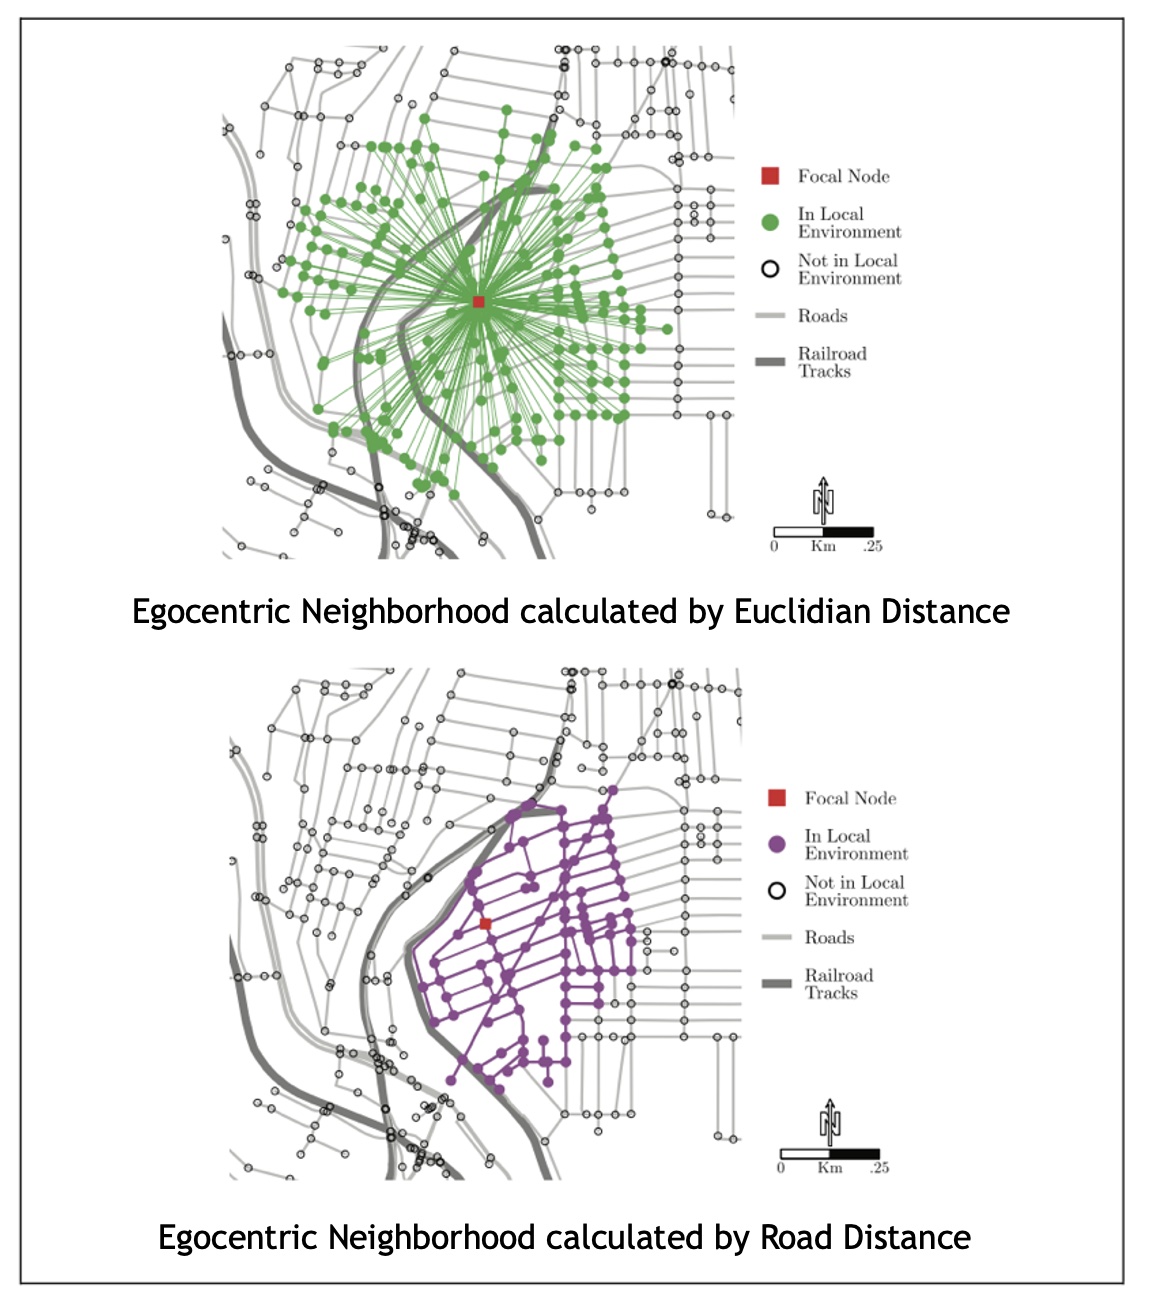 Focal Node
In Local
Environment
Not in Local
Environment
Roads
Railroad
Tracks
N
0 Km .25
Egocentric Neighborhood calculated by Euclidian Distance
Focal Node
In Local
Environment
Not in Local
Environment
Roads
Railroad
Tracks
N
0 Km .25
Egocentric Neighborhood calculated by Road Distance